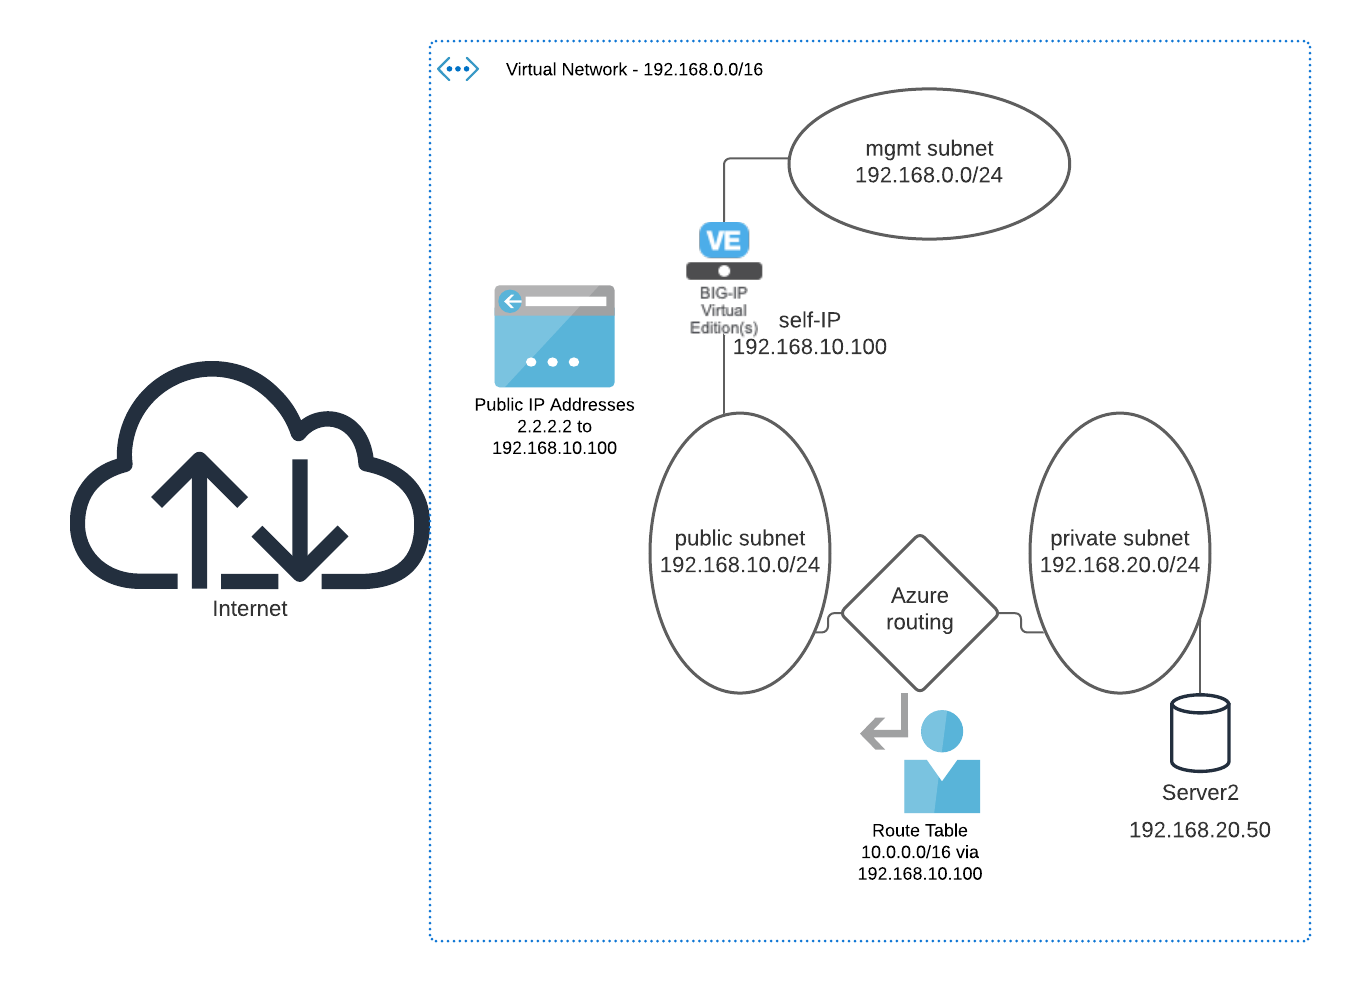 Virtual Network - 192.168.0.0/16
mgmt subnet
192.168.0.0/24
VE
BIG-IP
Virtual
Edition(s)
self-IP
192.168.10.100
Public IP Addresses
2.2.2.2 to
192.168.10.100
Internet
public subnet
192.168.10.0/24
Azure
routing
private subnet
192.168.20.0/24
Route Table
10.0.0.0/16 via
192.168.10.100
Server2
192.168.20.50